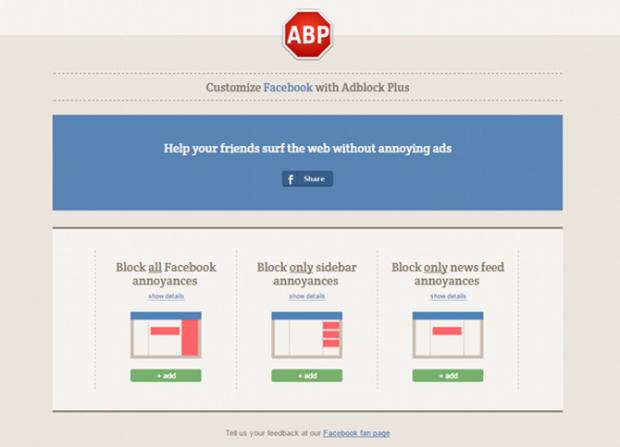 ABP
Customize Facebook with Adblock Plus
Help your friends surf the web without annoying ads
f Share
Block all Facebook
annoyances
show details
+ add
Block only sidebar
annoyances
show details
+ add
Block only news feed
annoyances
show details
+ add
Tell us your feedback at our Facebook fan page